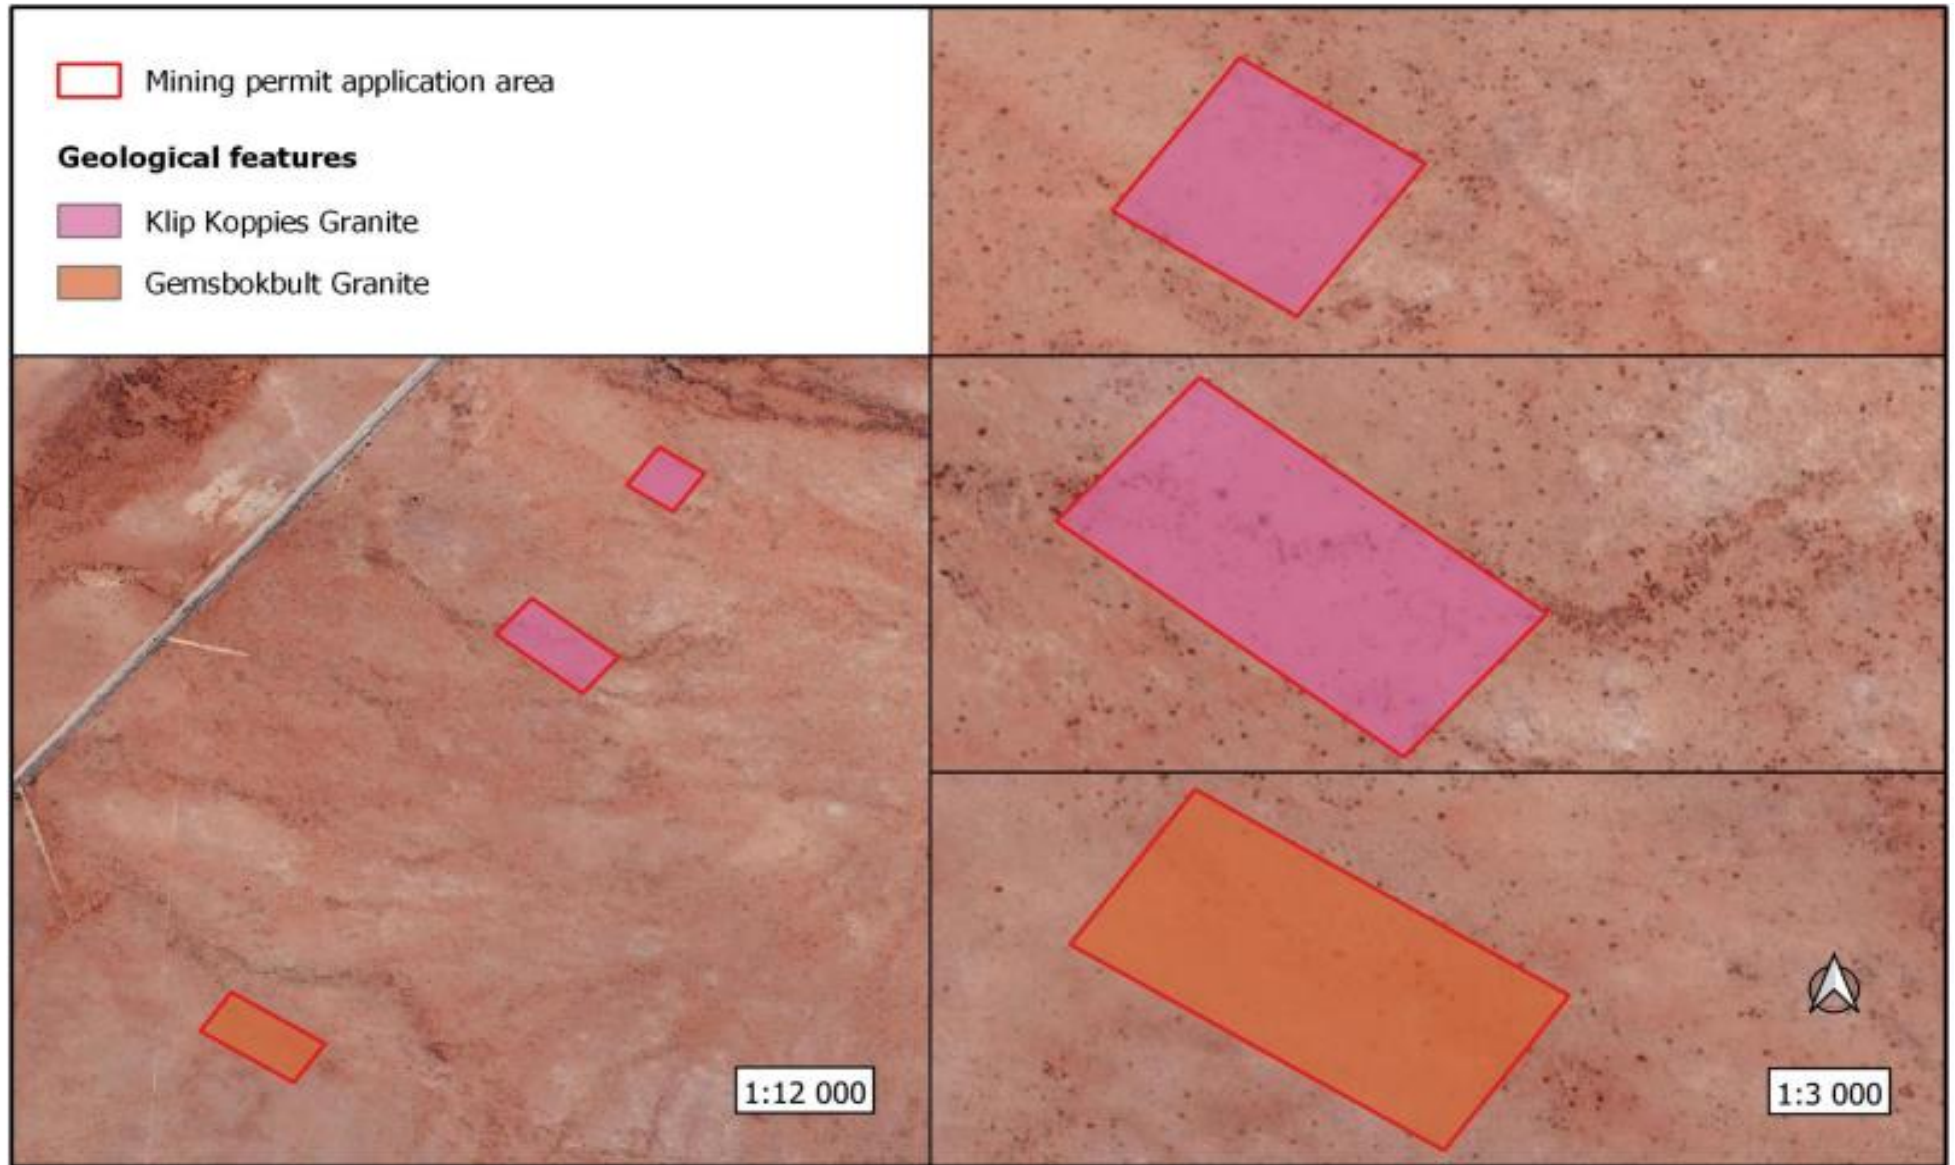 Mining permit application area
Geological features
Klip Koppies Granite
Gemsbokbult Granite
1:12 000
1:3 000